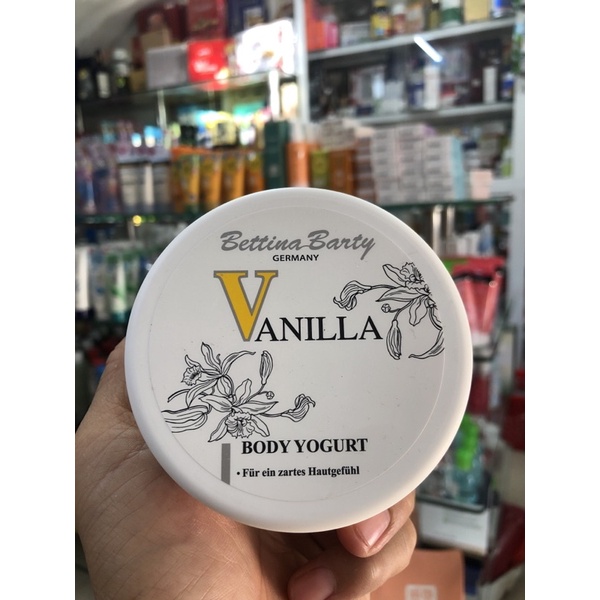 Bettina Barty
GERMANY
VANILLA
BODY YOGURT
• Für ein zartes Hautgefühl